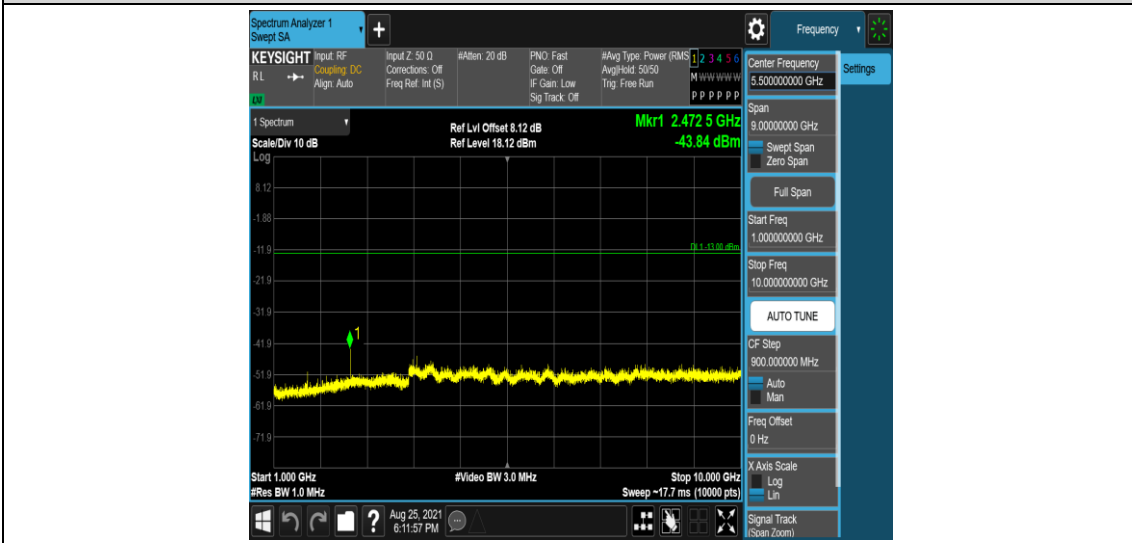 Spectrum Analyzer 1
Swept SA
+
Frequency
KEYSIGHT
R L
LXI
Input: RF
Coupling: DC
Align: Auto
Input Z: 50 Ω
Corrections: Off
Freq Ref: Int (S)
#Atten: 20 dB
PNO: Fast
Gate: Off
IF Gain: Low
Sig Track: Off
#Avg Type: Power (RMS
Avg|Hold: 50/50
Trig: Free Run
1 2 3 4 5 6
M W W W W W
P P P P P P
1 Spectrum
Scale/Div 10 dB
Log
Ref Lvl Offset 8.12 dB
Ref Level 18.12 dBm
Mkr1 2.472 5 GHz
-43.84 dBm
8.12
-1.88
-11.9
DL1 -13.00 dBm
-21.9
-31.9
1
-41.9
-51.9
-61.9
-71.9
Start 1.000 GHz
#Video BW 3.0 MHz
Stop 10.000 GHz
#Res BW 1.0 MHz
Sweep ~17.7 ms (10000 pts)
?
Aug 25, 2021
6:11:57 PM
Center Frequency
5.500000000 GHz
Settings
Span
9.00000000 GHz
Swept Span
Zero Span
Full Span
Start Freq
1.000000000 GHz
Stop Freq
10.000000000 GHz
AUTO TUNE
CF Step
900.000000 MHz
Auto
Man
Freq Offset
0 Hz
X Axis Scale
Log
Lin
Signal Track
(Span Zoom)